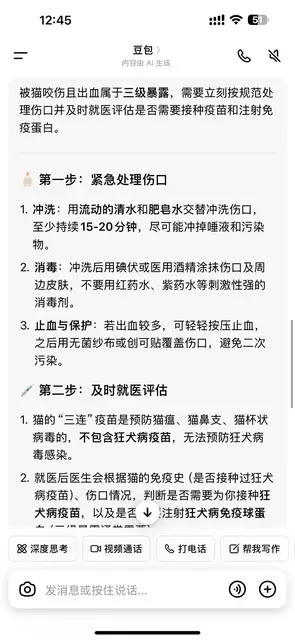 12:45
51
豆包 〉
内容由 AI 生成
被猫咬伤且出血属于三级暴露，需要立刻按规范处
理伤口并及时就医评估是否需要接种疫苗和注射免
疫蛋白。
第一步：紧急处理伤口
1. 冲洗：用流动的清水和肥皂水交替冲洗伤口，
至少持续 15-20 分钟，尽可能冲掉唾液和污染
物。
2. 消毒：冲洗后用碘伏或医用酒精涂抹伤口及周
边皮肤，不要用红药水、紫药水等刺激性强的
消毒剂。
3. 止血与保护：若出血较多，可轻轻按压止血，
之后用无菌纱布或创可贴覆盖伤口，避免二次
污染。
第二步：及时就医评估
1. 猫的“三连”疫苗是预防猫瘟、猫鼻支、猫杯状
病毒的，不包含狂犬病疫苗，无法预防狂犬病
毒感染。
2. 就医后医生会根据猫的免疫史（是否接种过狂犬
病疫苗）、伤口情况，判断是否需要为你接种狂
犬病疫苗，以及是否 要注射狂犬病免疫球蛋
深度思考
视频通话
打电话
帮我写作
发消息或按住说话...